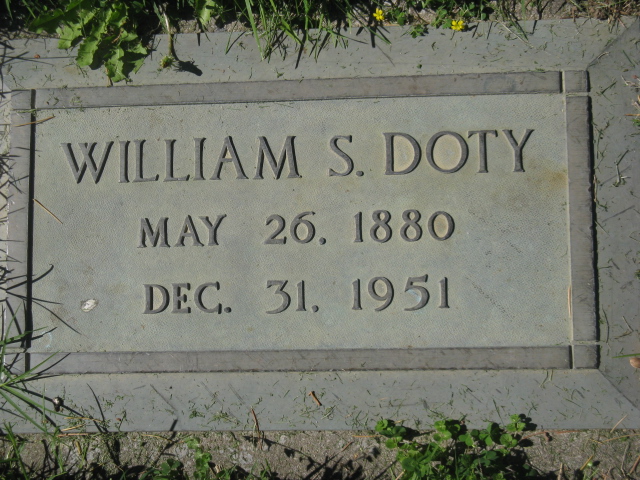 WILLIAM S. DOTY
MAY 26. 1880
DEC. 31. 1951